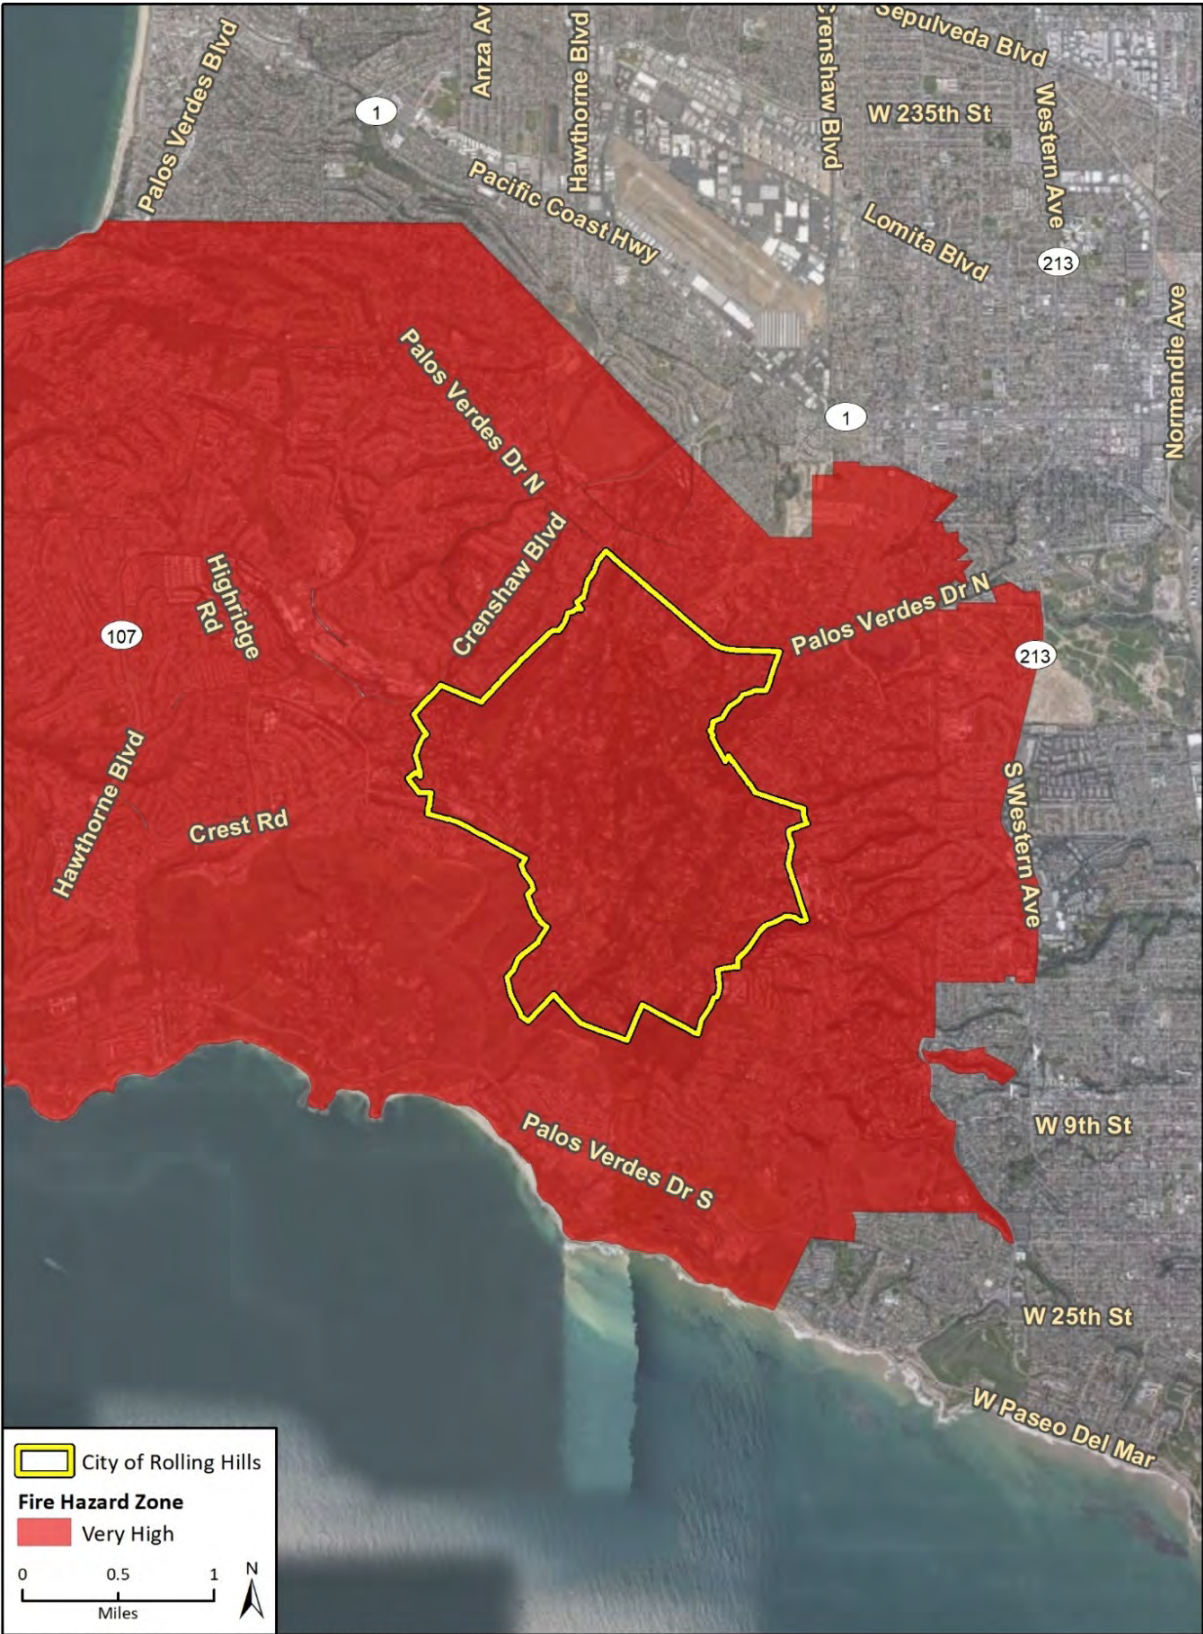 Palos Verdes Blvd
Anza Av
Hawthorne Blvd
Crenshaw Blvd
Sepulveda Blvd
1
W 235th St
Western Ave
Pacific Coast Hwy
Lomita Blvd
213
Normandie Ave
Palos Verdes Dr N
1
Crenshaw Blvd
Highridge
Rd
Palos Verdes Dr N
107
213
Hawthorne Blvd
Crest Rd
S Western Ave
Palos Verdes Dr S
W 9th St
W 25th St
W Paseo Del Mar
City of Rolling Hills
Fire Hazard Zone
Very High
0 0.5 1
Miles
N